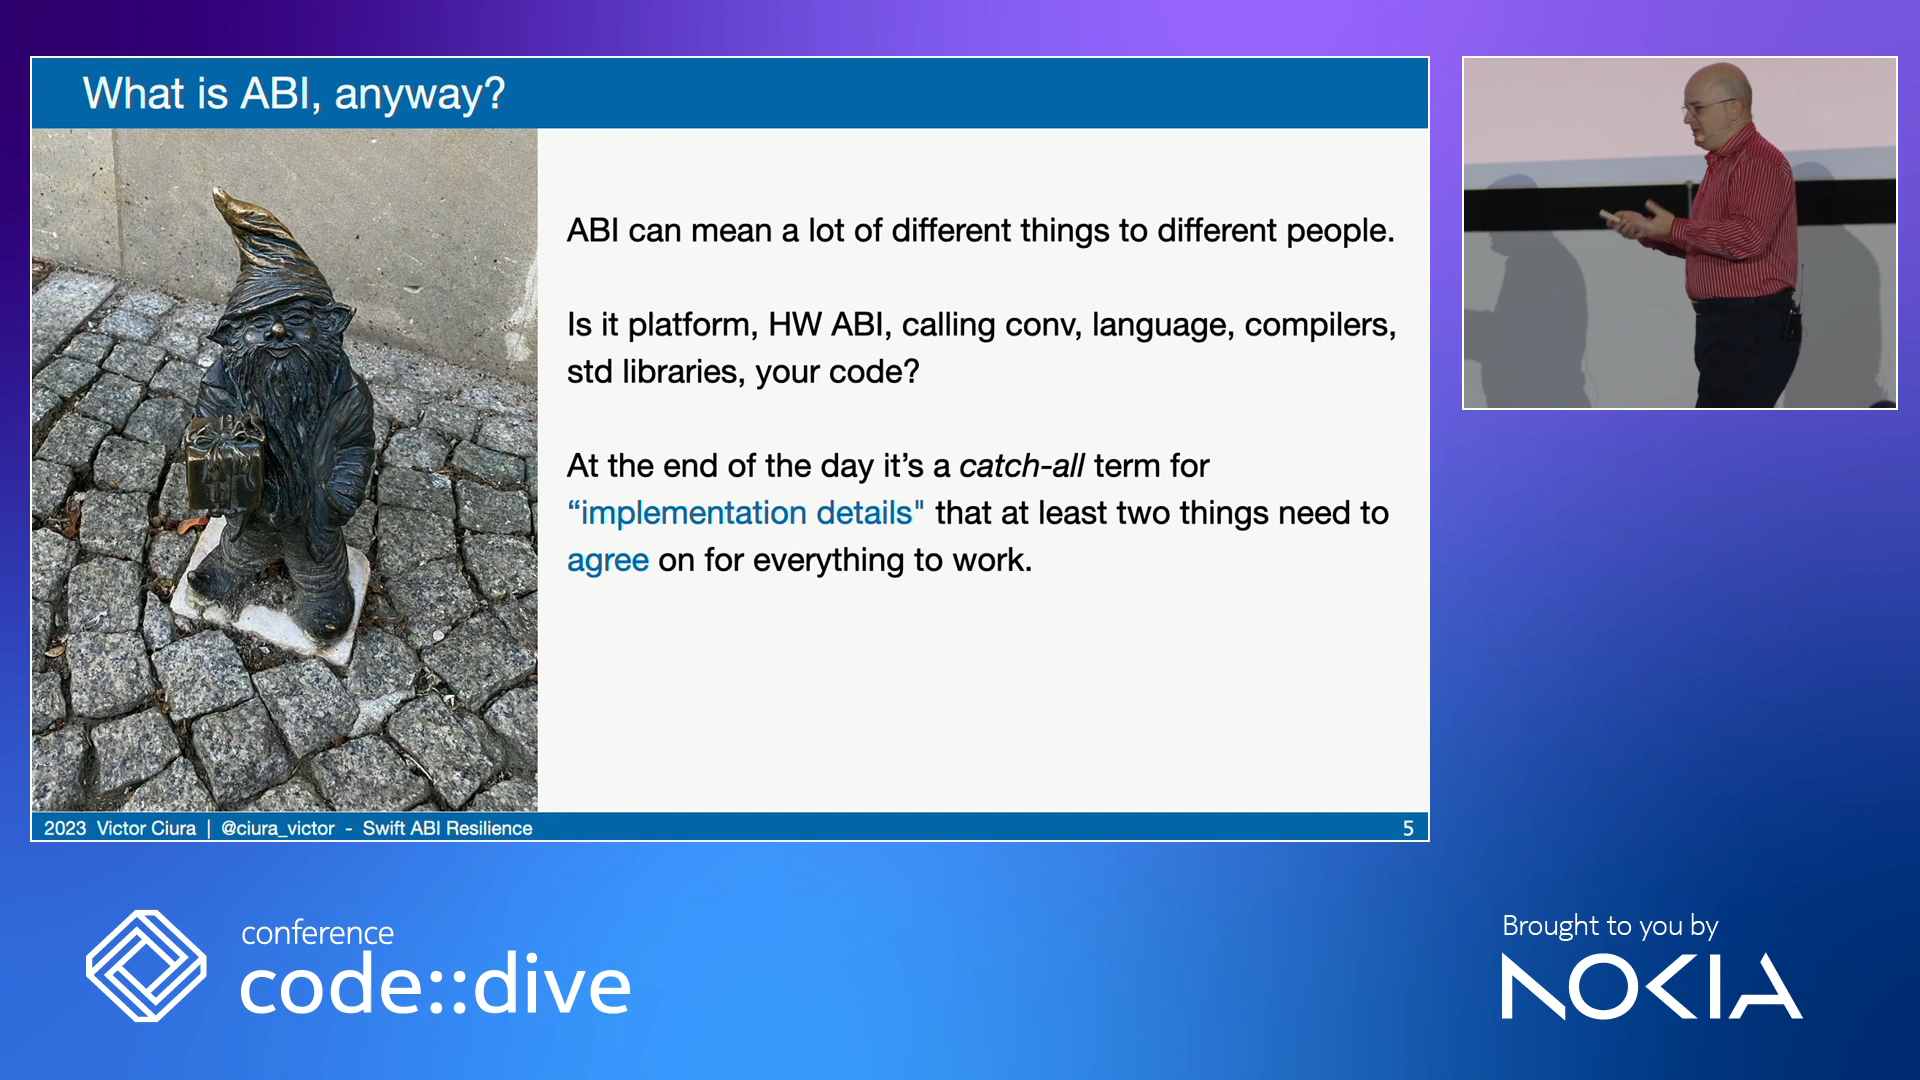 What is ABI, anyway?
ABI can mean a lot of different things to different people.
Is it platform, HW ABI, calling conv, language, compilers,
std libraries, your code?
At the end of the day it’s a catch-all term for
“implementation details" that at least two things need to
agree on for everything to work.
2023 Victor Ciura | @ciura_victor - Swift ABI Resilience
5
conference
code::dive
Brought to you by
NOKIA